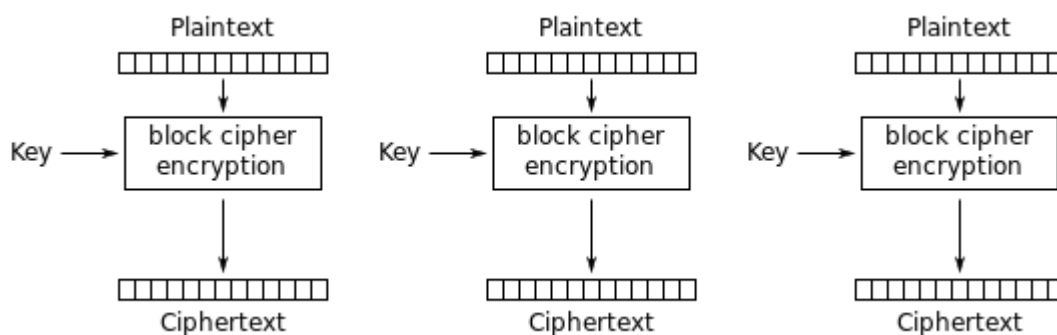 Plaintext
Plaintext
Plaintext
Key
block cipher
encryption
Key
block cipher
encryption
Key
block cipher
encryption
Ciphertext
Ciphertext
Ciphertext